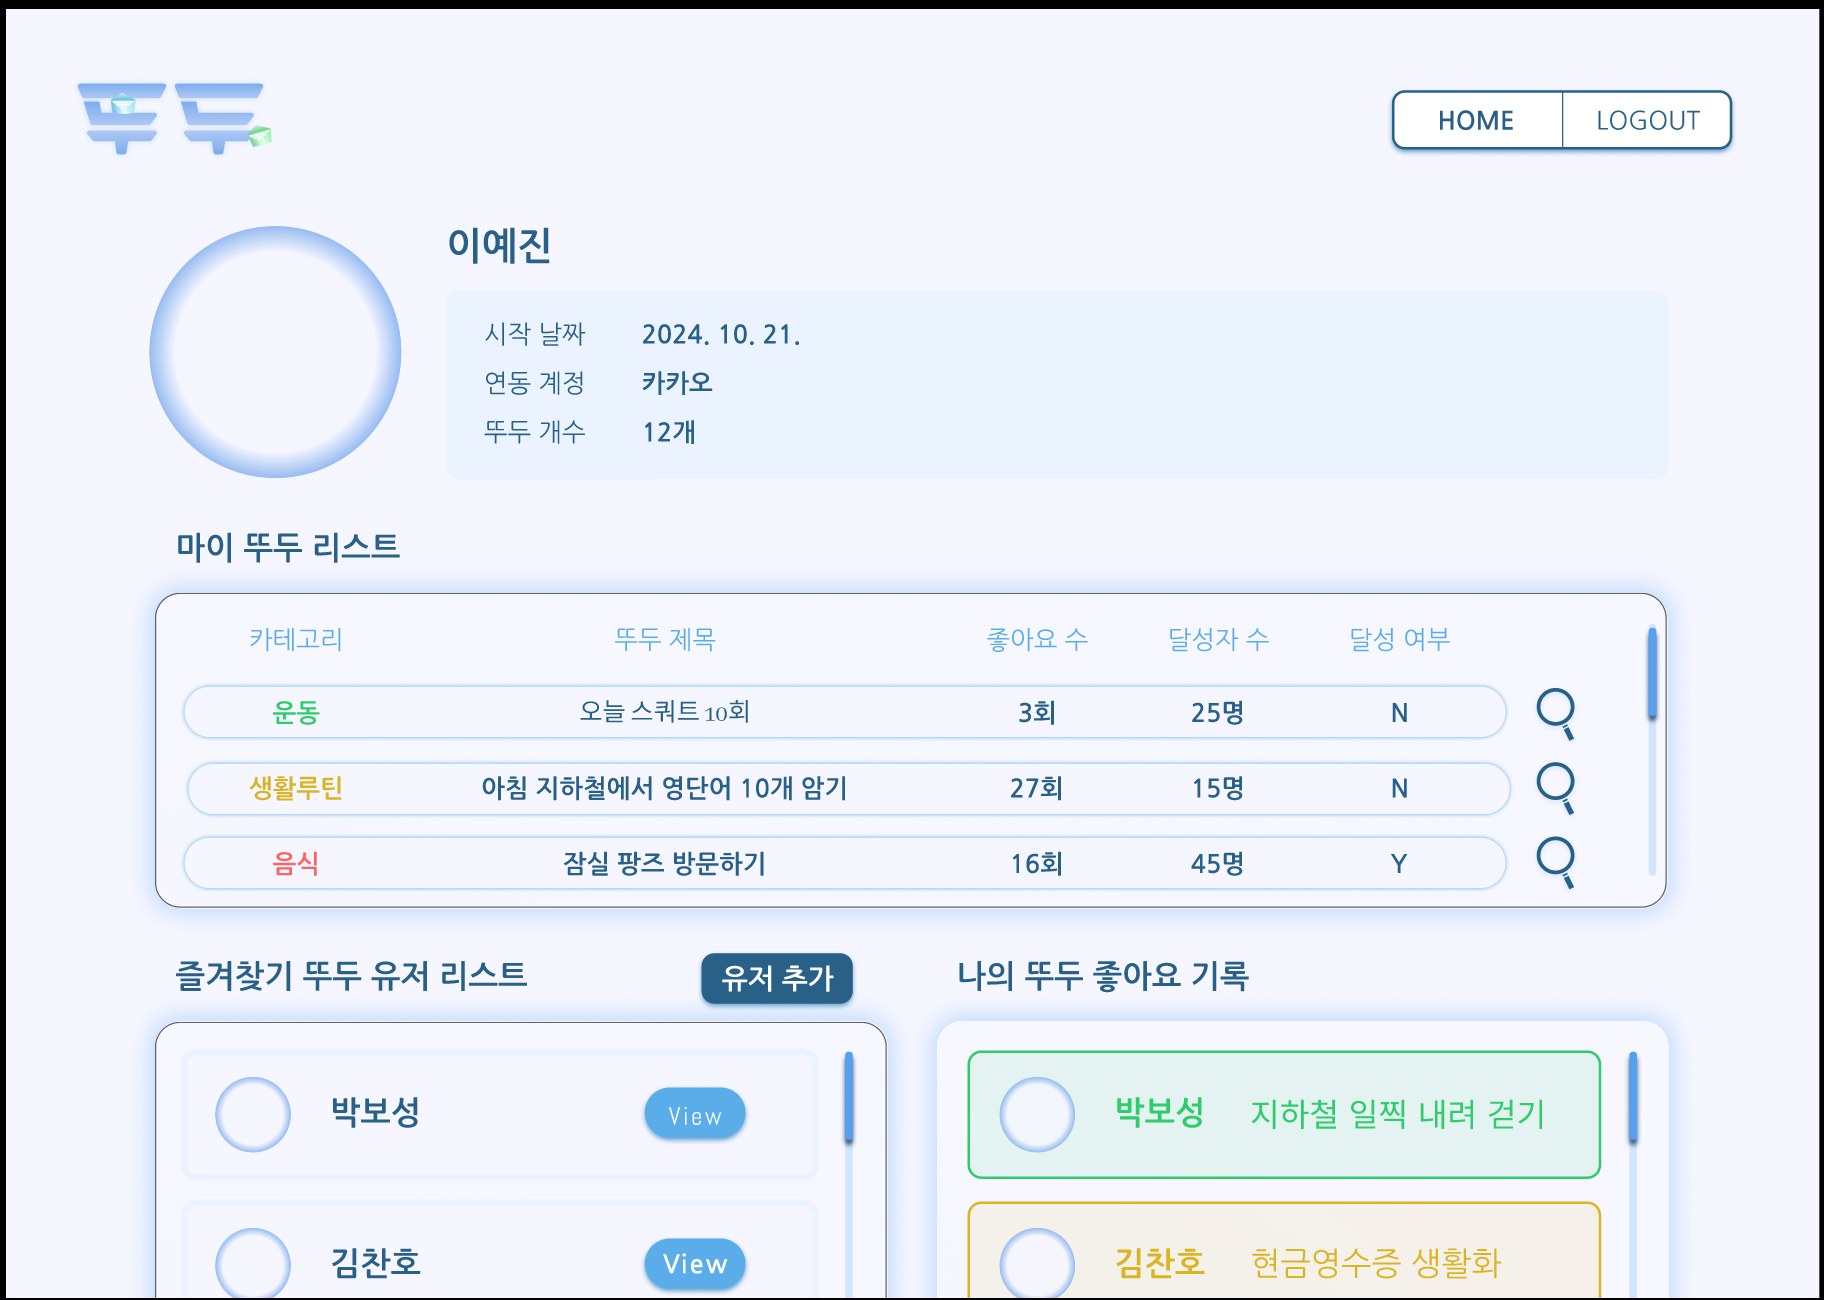 뚜두
HOME LOGOUT
이예진
시작 날짜 2024. 10. 21.
연동 계정 카카오
뚜두 개수 12개
마이 뚜두 리스트
카테고리 뚜두 제목 좋아요 수 달성자 수 달성 여부
운동 오늘 스쿼트 10회 3회 25명 N
생활루틴 아침 지하철에서 영단어 10개 암기 27회 15명 N
음식 잠실 팡즈 방문하기 16회 45명 Y
즐겨찾기 뚜두 유저 리스트 유저 추가
나의 뚜두 좋아요 기록
박보성 View
김찬호 View
박보성 지하철 일찍 내려 걷기
김찬호 현금영수증 생활화